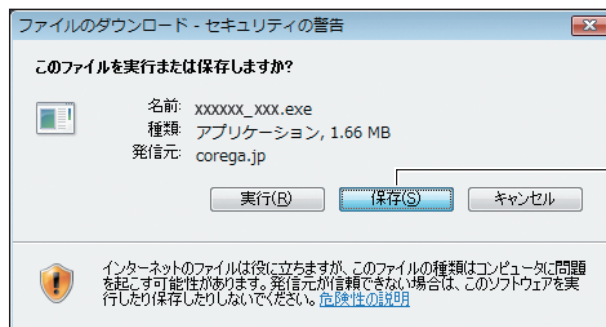 ファイルのダウンロード - セキュリティの警告
このファイルを実行または保存しますか?
名前: xxxxxx_xxx.exe
種類: アプリケーション, 1.66 MB
発信元: corega.jp
実行(R) 保存(S) キャンセル
インターネットのファイルは役に立ちますが、このファイルの種類はコンピュータに問題
を起こす可能性があります。発信元が信頼できない場合は、このソフトウェアを実
行したり保存したりしないでください。危険性の説明